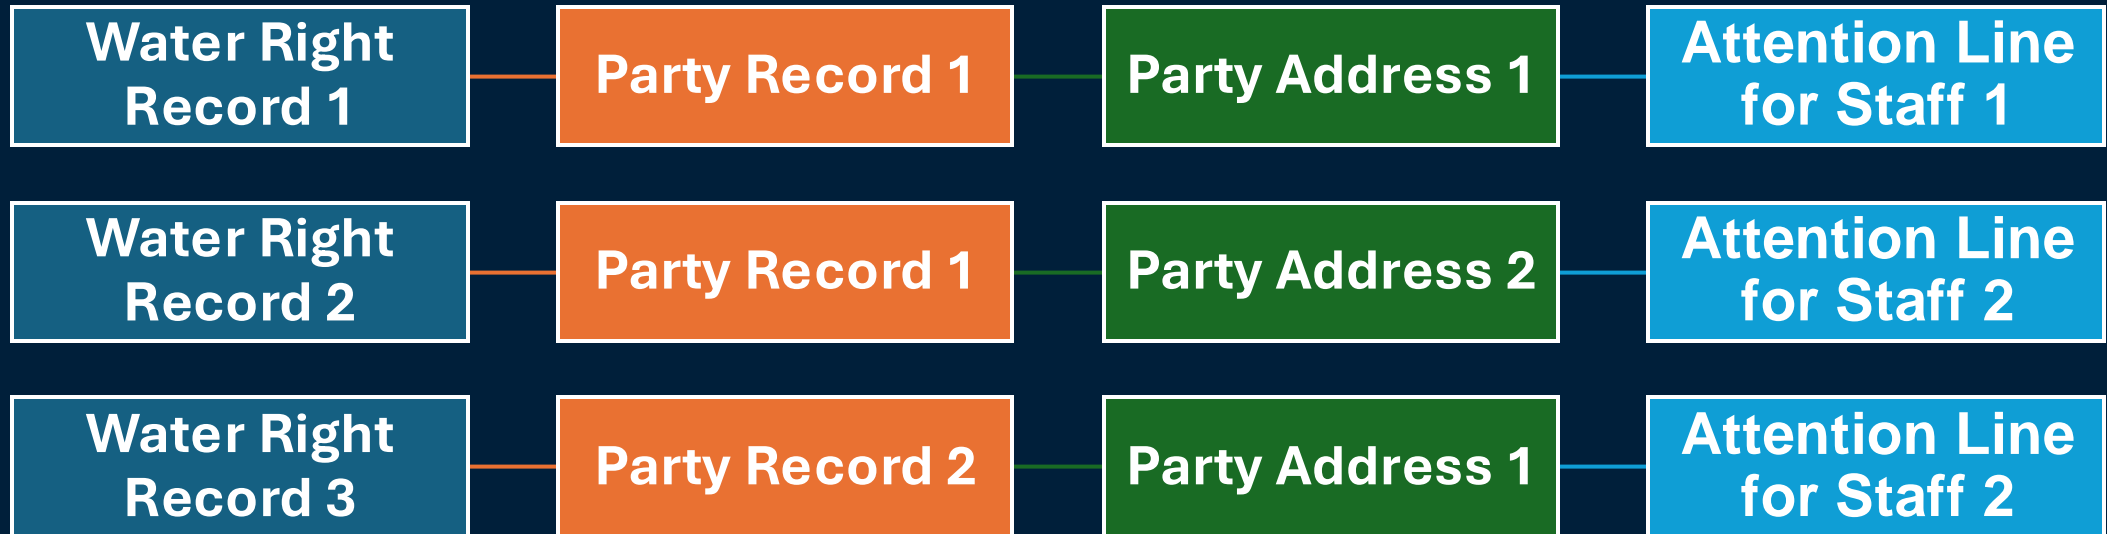 Water Right
Record 1
Party Record 1
Party Address 1
Attention Line
for Staff 1
Water Right
Record 2
Party Record 1
Party Address 2
Attention Line
for Staff 2
Water Right
Record 3
Party Record 2
Party Address 1
Attention Line
for Staff 2